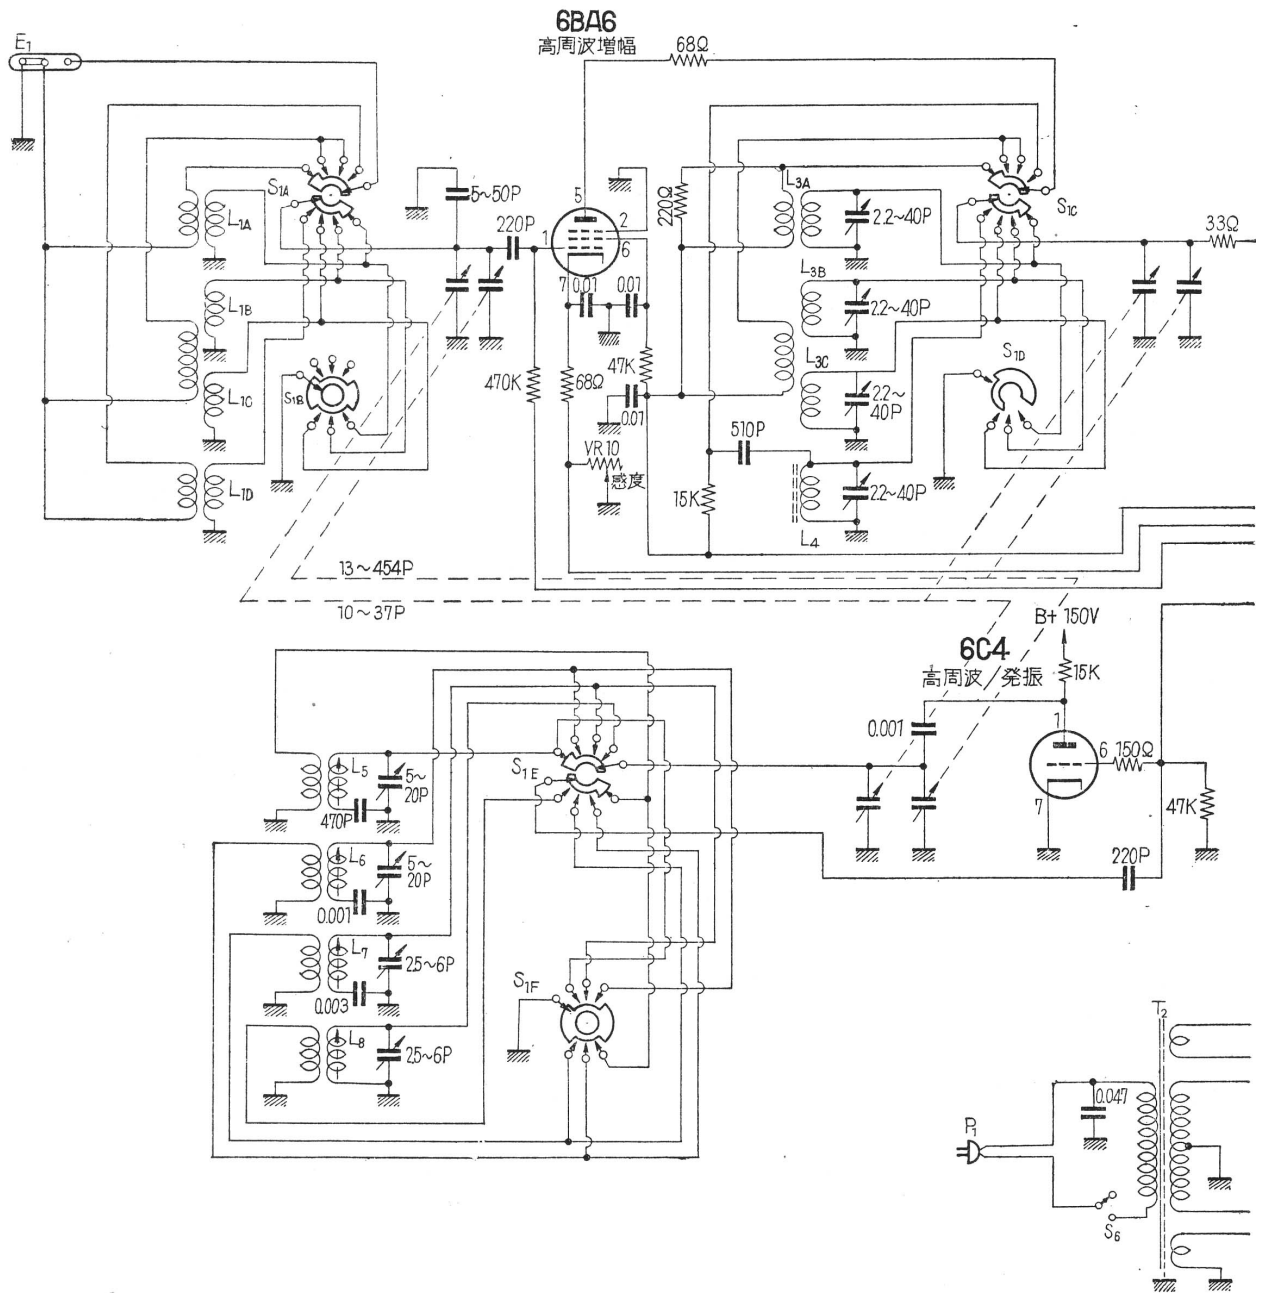 6BA6
高周波増幅
E1
68Ω
S1A
5~50P
220P
L1A
5
1
2
6
7
0.01
0.01
220Ω
L3A
2.2~40P
S1C
33Ω
L1B
L3B
2.2~40P
L1C
S1B
470K
68Ω
47K
0.01
L3C
2.2~
40P
S1D
VR10
感度
510P
L1D
15K
2.2~40P
L4
13~454P
10~37P
B+ 150V
6C4
高周波/発振
15K
0.001
1
6
150Ω
7
47K
220P
S1E
L5
5~
20P
470P
L6
5~
20P
0.001
L7
2.5~6P
0.003
S1F
L8
2.5~6P
T2
0.047
P1
S6